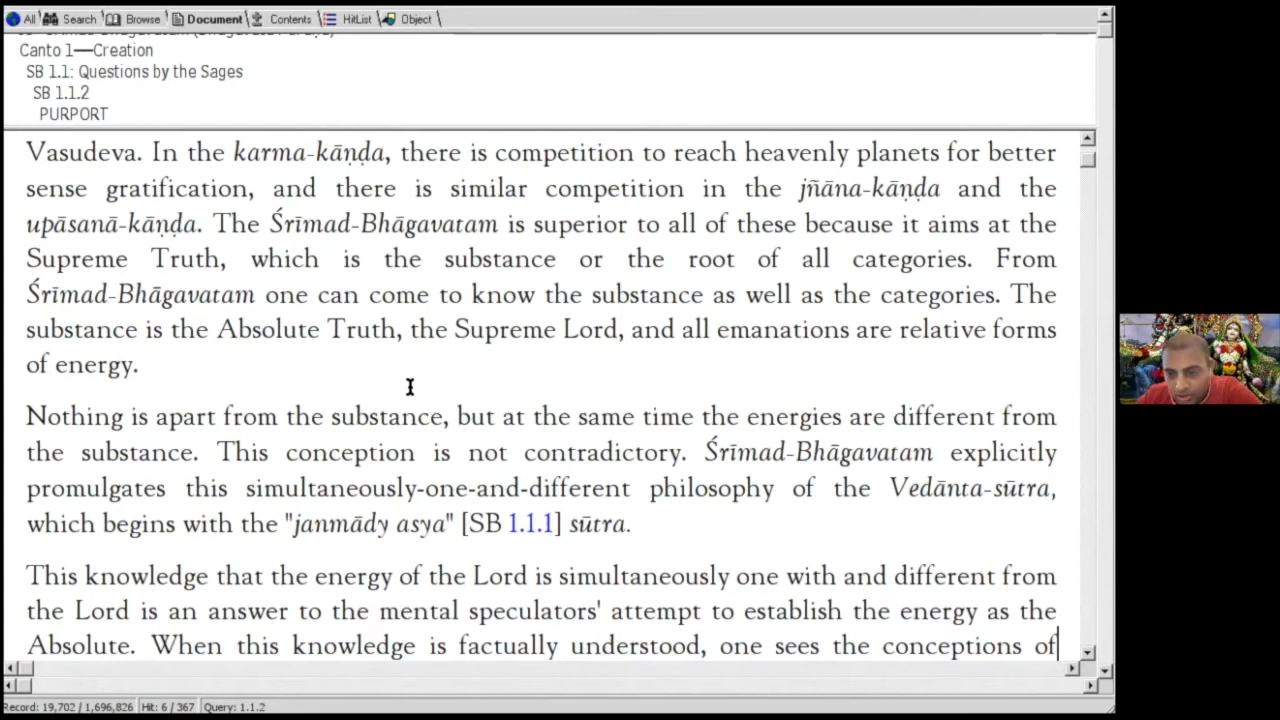 All Search Browse Document Contents HitList Object
Canto 1—Creation
SB 1.1: Questions by the Sages
SB 1.1.2
PURPORT
Vasudeva. In the karma-kāṇḍa, there is competition to reach heavenly planets for better
sense gratification, and there is similar competition in the jñāna-kāṇḍa and the
upāsanā-kāṇḍa. The Śrīmad-Bhāgavatam is superior to all of these because it aims at the
Supreme Truth, which is the substance or the root of all categories. From
Śrīmad-Bhāgavatam one can come to know the substance as well as the categories. The
substance is the Absolute Truth, the Supreme Lord, and all emanations are relative forms
of energy.
Nothing is apart from the substance, but at the same time the energies are different from
the substance. This conception is not contradictory. Śrīmad-Bhāgavatam explicitly
promulgates this simultaneously-one-and-different philosophy of the Vedānta-sūtra,
which begins with the "janmādy asya" [SB 1.1.1] sūtra.
This knowledge that the energy of the Lord is simultaneously one with and different from
the Lord is an answer to the mental speculators' attempt to establish the energy as the
Absolute. When this knowledge is factually understood, one sees the conceptions of
Record: 19,702 / 1,696,826 Hit: 6 / 367 Query: 1.1.2